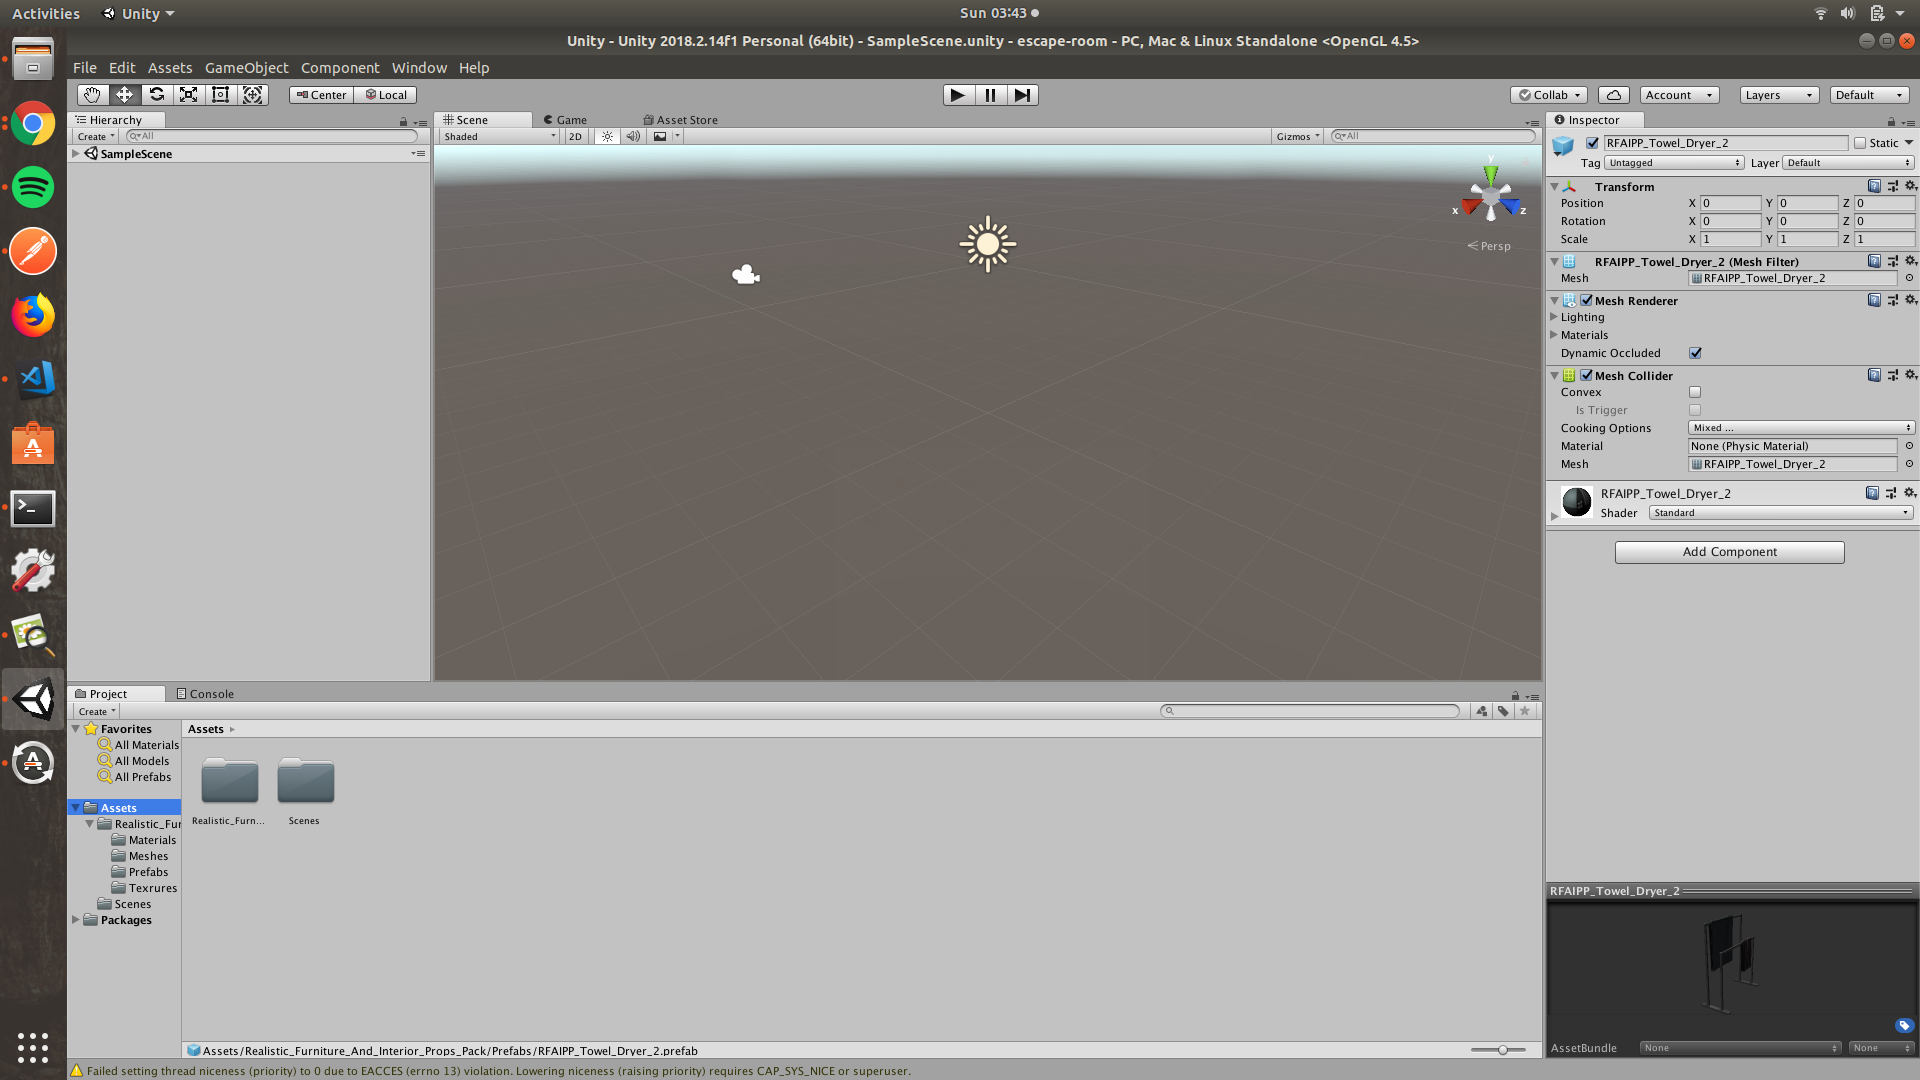 Activities Unity Sun 03:43
Unity - Unity 2018.2.14f1 Personal (64bit) - SampleScene.unity - escape-room - PC, Mac & Linux Standalone <OpenGL 4.5>
File Edit Assets GameObject Component Window Help
Center Local Collab Account Layers Default
Hierarchy
Create All
SampleScene
Scene Game Asset Store
Shaded 2D Gizmos All
y
x z
Persp
Inspector
RFAIPP_Towel_Dryer_2 Static
Tag Untagged Layer Default
Transform
Position X 0 Y 0 Z 0
Rotation X 0 Y 0 Z 0
Scale X 1 Y 1 Z 1
RFAIPP_Towel_Dryer_2 (Mesh Filter)
Mesh RFAIPP_Towel_Dryer_2
Mesh Renderer
Lighting
Materials
Dynamic Occluded
Mesh Collider
Convex
Is Trigger
Cooking Options Mixed ...
Material None (Physic Material)
Mesh RFAIPP_Towel_Dryer_2
RFAIPP_Towel_Dryer_2
Shader Standard
Add Component
Project Console
Create
Favorites
All Materials
All Models
All Prefabs
Assets
Realistic_Fur
Materials
Meshes
Prefabs
Texrures
Scenes
Packages
Assets
Realistic_Furn... Scenes
Assets/Realistic_Furniture_And_Interior_Props_Pack/Prefabs/RFAIPP_Towel_Dryer_2.prefab
RFAIPP_Towel_Dryer_2
AssetBundle None None
Failed setting thread niceness (priority) to 0 due to EACCES (errno 13) violation. Lowering niceness (raising priority) requires CAP_SYS_NICE or superuser.